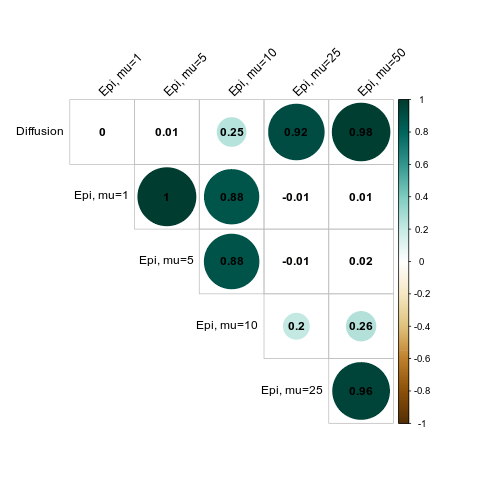 Epi, mu=1
Epi, mu=5
Epi, mu=10
Epi, mu=25
Epi, mu=50
Diffusion 0 0.01 0.25 0.92 0.98
Epi, mu=1 1 0.88 -0.01 0.01
Epi, mu=5 0.88 -0.01 0.02
Epi, mu=10 0.2 0.26
Epi, mu=25 0.96
1
0.8
0.6
0.4
0.2
0
-0.2
-0.4
-0.6
-0.8
-1